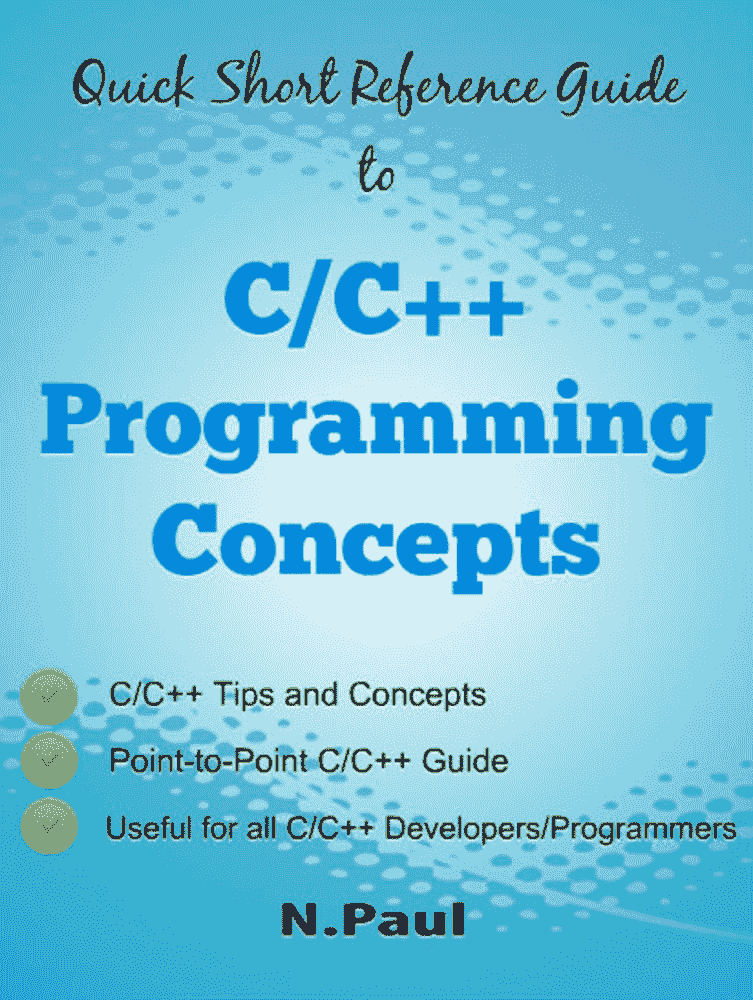 Quick Short Reference Guide
to
C/C++
Programming
Concepts
C/C++ Tips and Concepts
Point-to-Point C/C++ Guide
Useful for all C/C++ Developers/Programmers
N.Paul